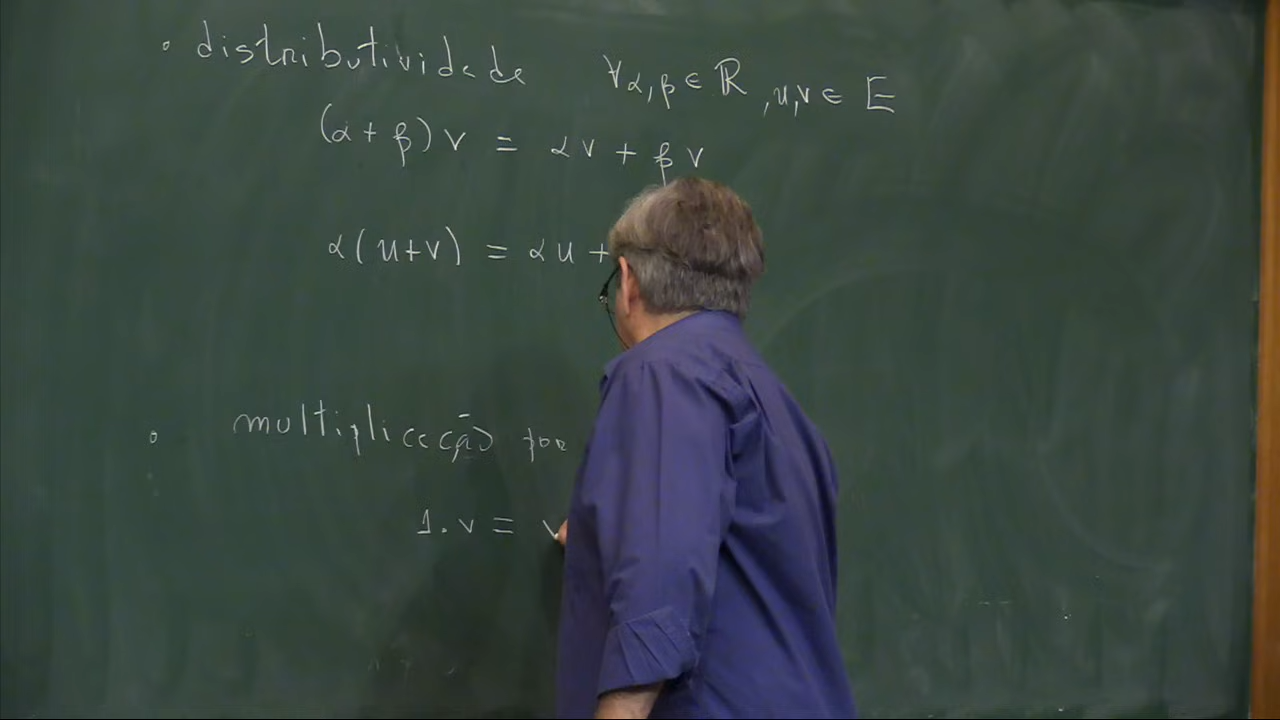 • distributividade ∀α,β ∈ ℝ, u,v ∈ E
(α+β)v = αv + βv
α(u+v) = αu +
• multiplicação por
1.v = v